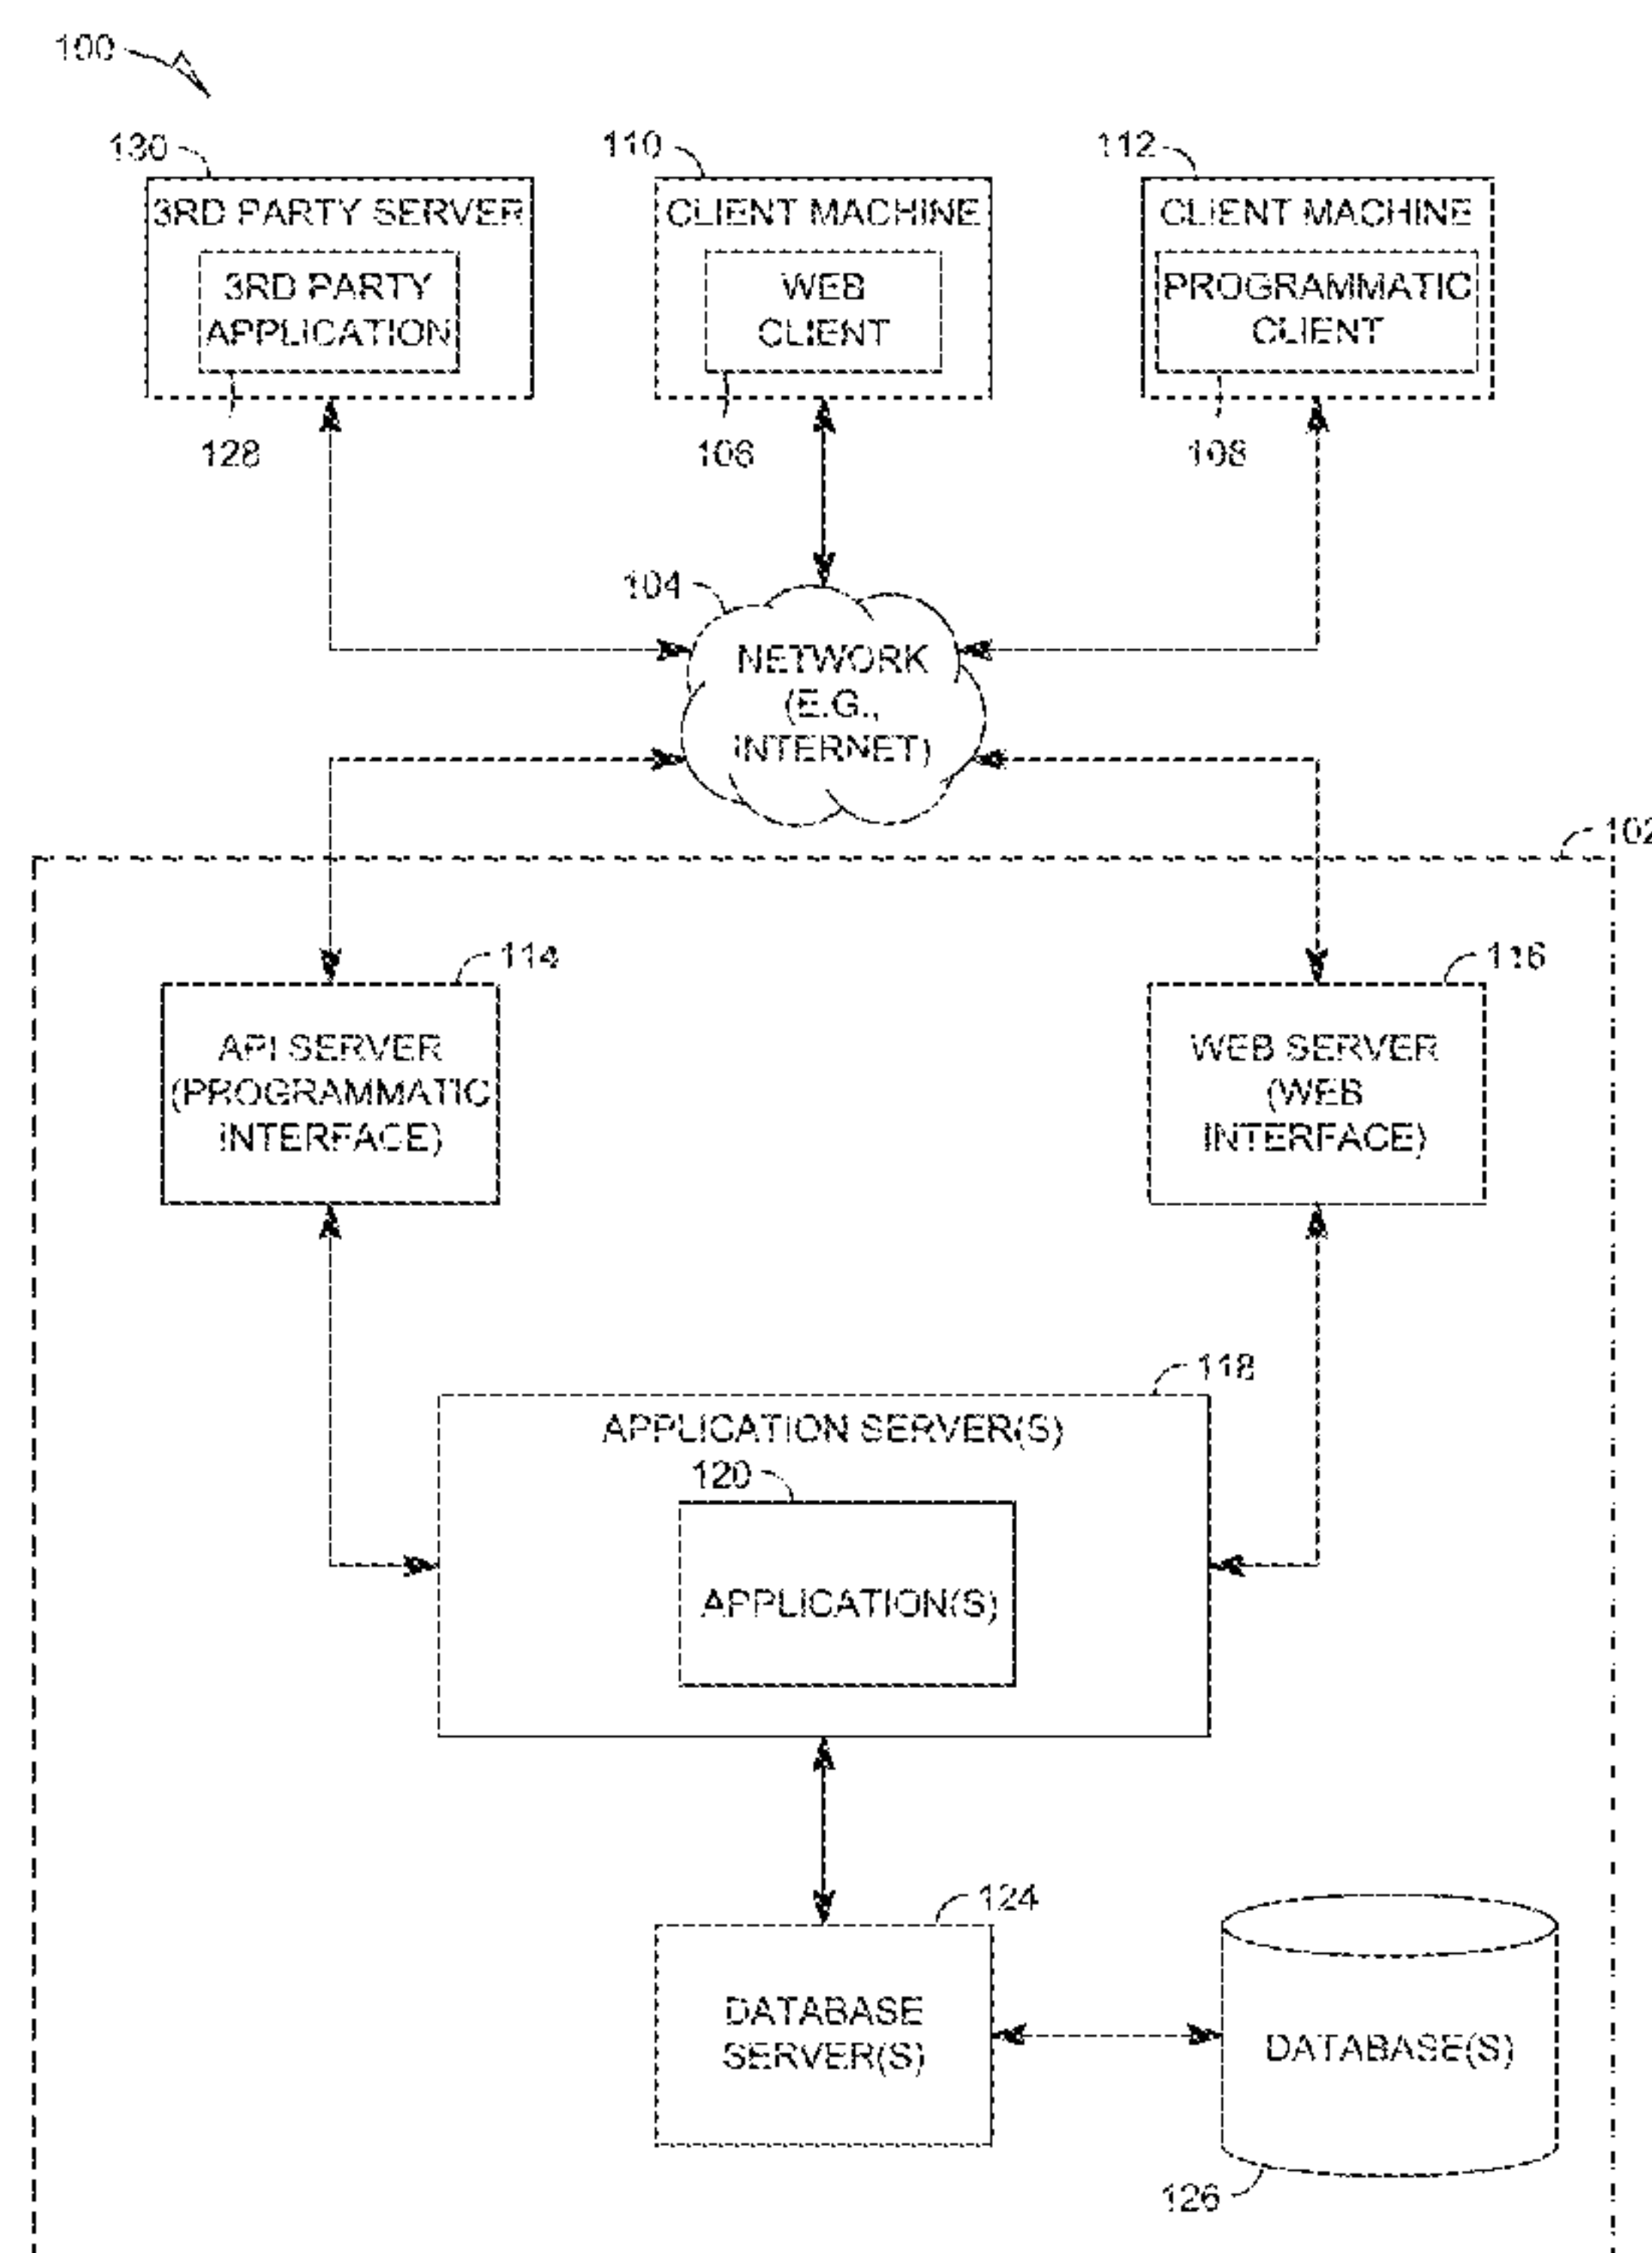 100
130
110
112
3RD PARTY SERVER
CLIENT MACHINE
CLIENT MACHINE
3RD PARTY
APPLICATION
WEB
CLIENT
PROGRAMMATIC
CLIENT
128
106
108
104
NETWORK
(E.G.,
INTERNET)
102
114
116
API SERVER
(PROGRAMMATIC
INTERFACE)
WEB SERVER
(WEB
INTERFACE)
118
APPLICATION SERVER(S)
120
APPLICATION(S)
124
DATABASE
SERVER(S)
DATABASE(S)
126